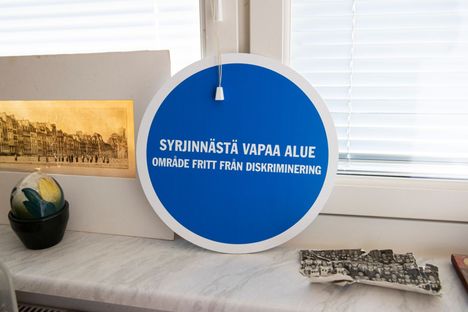 SYRJINNÄSTÄ VAPAA ALUE
OMRÅDE FRITT FRÅN DISKRIMINERING